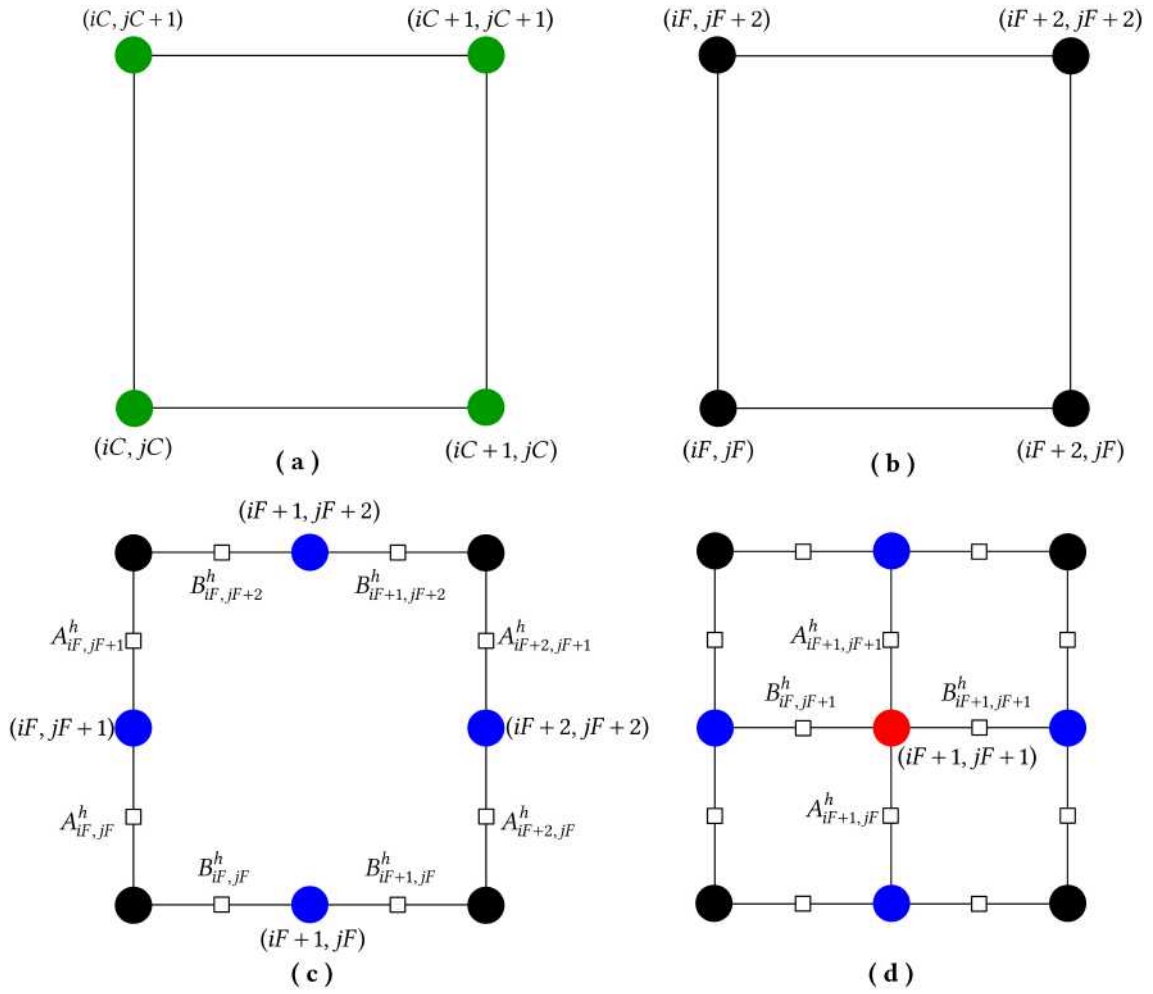 (iC, jC+1) (iC+1, jC+1) (iF, jF+2) (iF+2, jF+2)
(iC, jC) (iC+1, jC) (iF, jF) (iF+2, jF)
( a ) ( b )
(iF+1, jF+2)
B^h_{iF,jF+2} B^h_{iF+1,jF+2}
A^h_{iF,jF+1} A^h_{iF+2,jF+1}
(iF, jF+1) (iF+2, jF+2)
A^h_{iF,jF} A^h_{iF+2,jF}
B^h_{iF,jF} B^h_{iF+1,jF}
(iF+1, jF)
( c )
A^h_{iF+1,jF+1}
B^h_{iF,jF+1} B^h_{iF+1,jF+1}
(iF+1, jF+1)
A^h_{iF+1,jF}
( d )